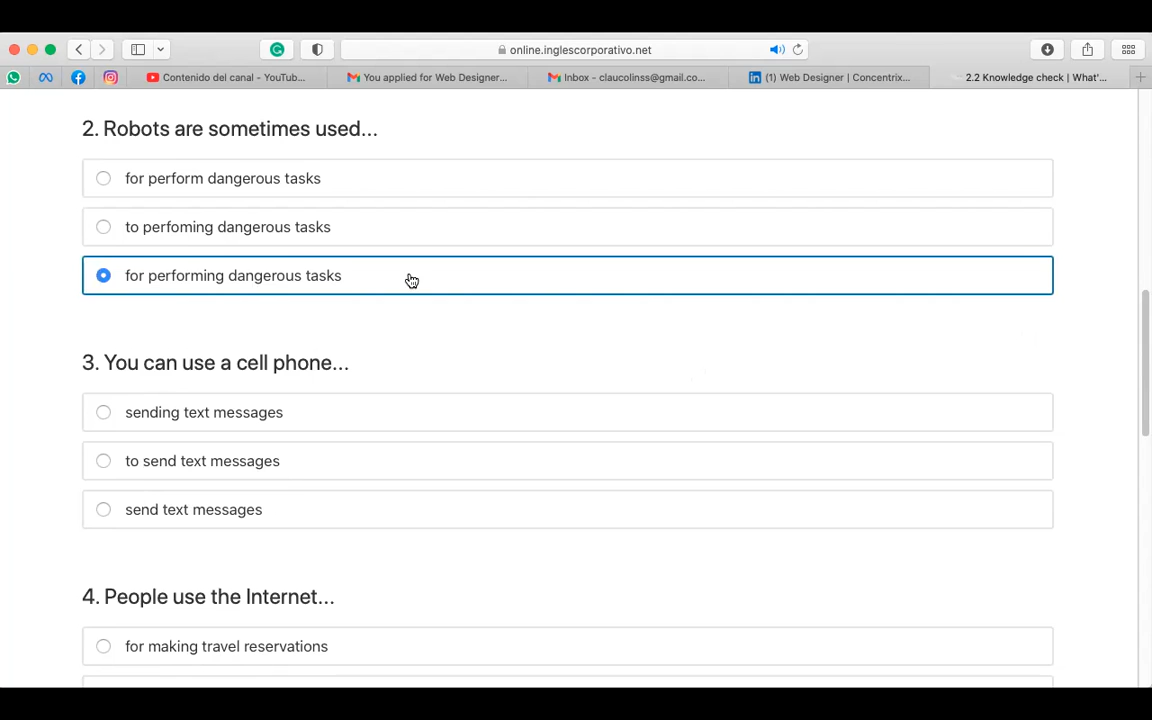 online.inglescorporativo.net
Contenido del canal - YouTub...
You applied for Web Designer...
Inbox - claucolinss@gmail.co...
(1) Web Designer | Concentrix...
2.2 Knowledge check | What'...
2. Robots are sometimes used...
for perform dangerous tasks
to perfoming dangerous tasks
for performing dangerous tasks
3. You can use a cell phone...
sending text messages
to send text messages
send text messages
4. People use the Internet...
for making travel reservations